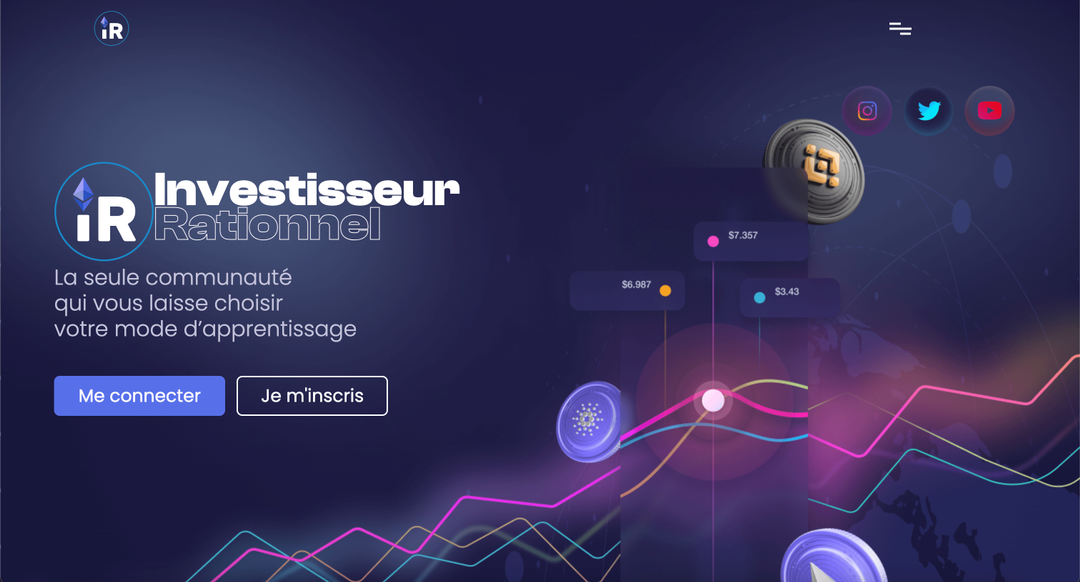 iR
iR
Investisseur
Rationnel
La seule communauté
qui vous laisse choisir
votre mode d’apprentissage
Me connecter
Je m'inscris
$7.357
$6.987
$3.43